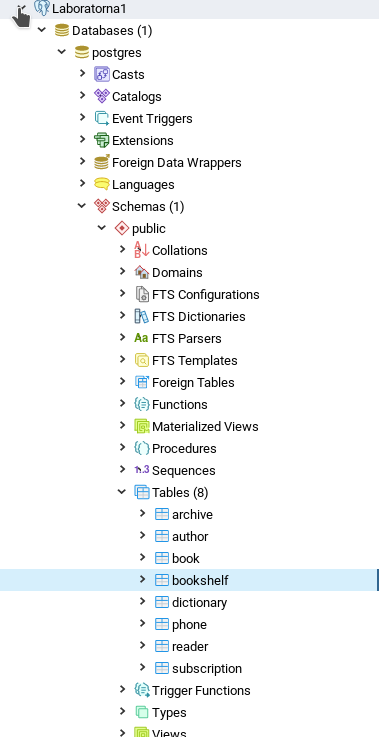 Laboratorna1
Databases (1)
postgres
Casts
Catalogs
Event Triggers
Extensions
Foreign Data Wrappers
Languages
Schemas (1)
public
Collations
Domains
FTS Configurations
FTS Dictionaries
FTS Parsers
FTS Templates
Foreign Tables
Functions
Materialized Views
Procedures
Sequences
Tables (8)
archive
author
book
bookshelf
dictionary
phone
reader
subscription
Trigger Functions
Types
Views